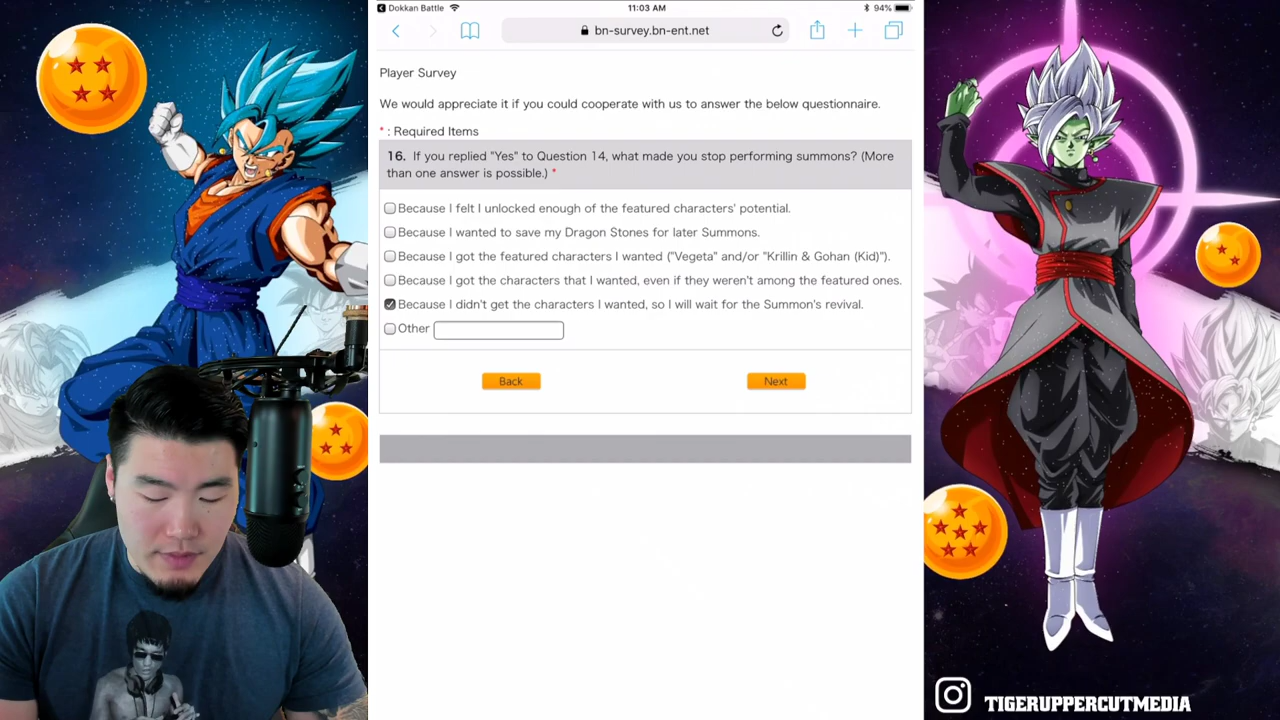 Dokkan Battle
11:03 AM
94%
bn-survey.bn-ent.net
Player Survey
We would appreciate it if you could cooperate with us to answer the below questionnaire.
* : Required Items
16. If you replied "Yes" to Question 14, what made you stop performing summons? (More
than one answer is possible.) *
Because I felt I unlocked enough of the featured characters' potential.
Because I wanted to save my Dragon Stones for later Summons.
Because I got the featured characters I wanted ("Vegeta" and/or "Krillin & Gohan (Kid)").
Because I got the characters that I wanted, even if they weren't among the featured ones.
Because I didn't get the characters I wanted, so I will wait for the Summon's revival.
Other
Back Next
TIGERUPPERCUTMEDIA